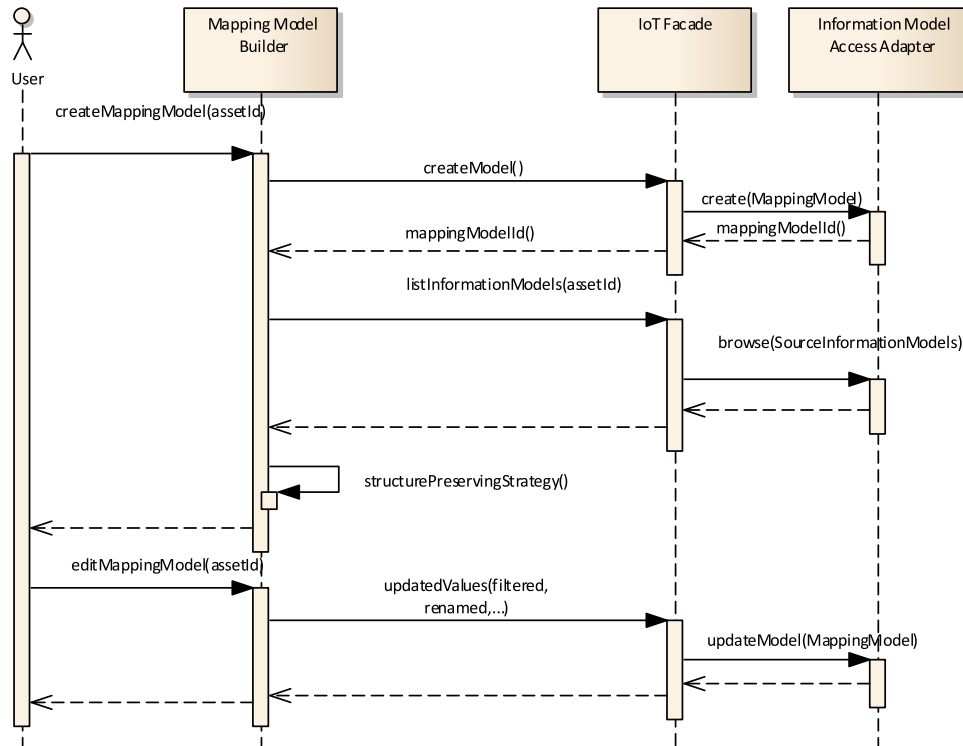 User
Mapping Model
Builder
IoT Facade
Information Model
Access Adapter
createMappingModel(assetId)
createModel()
create(MappingModel)
mappingModelId()
mappingModelId()
listInformationModels(assetId)
browse(SourceInformationModels)
structurePreservingStrategy()
editMappingModel(assetId)
updatedValues(filtered,
renamed,...)
updateModel(MappingModel)